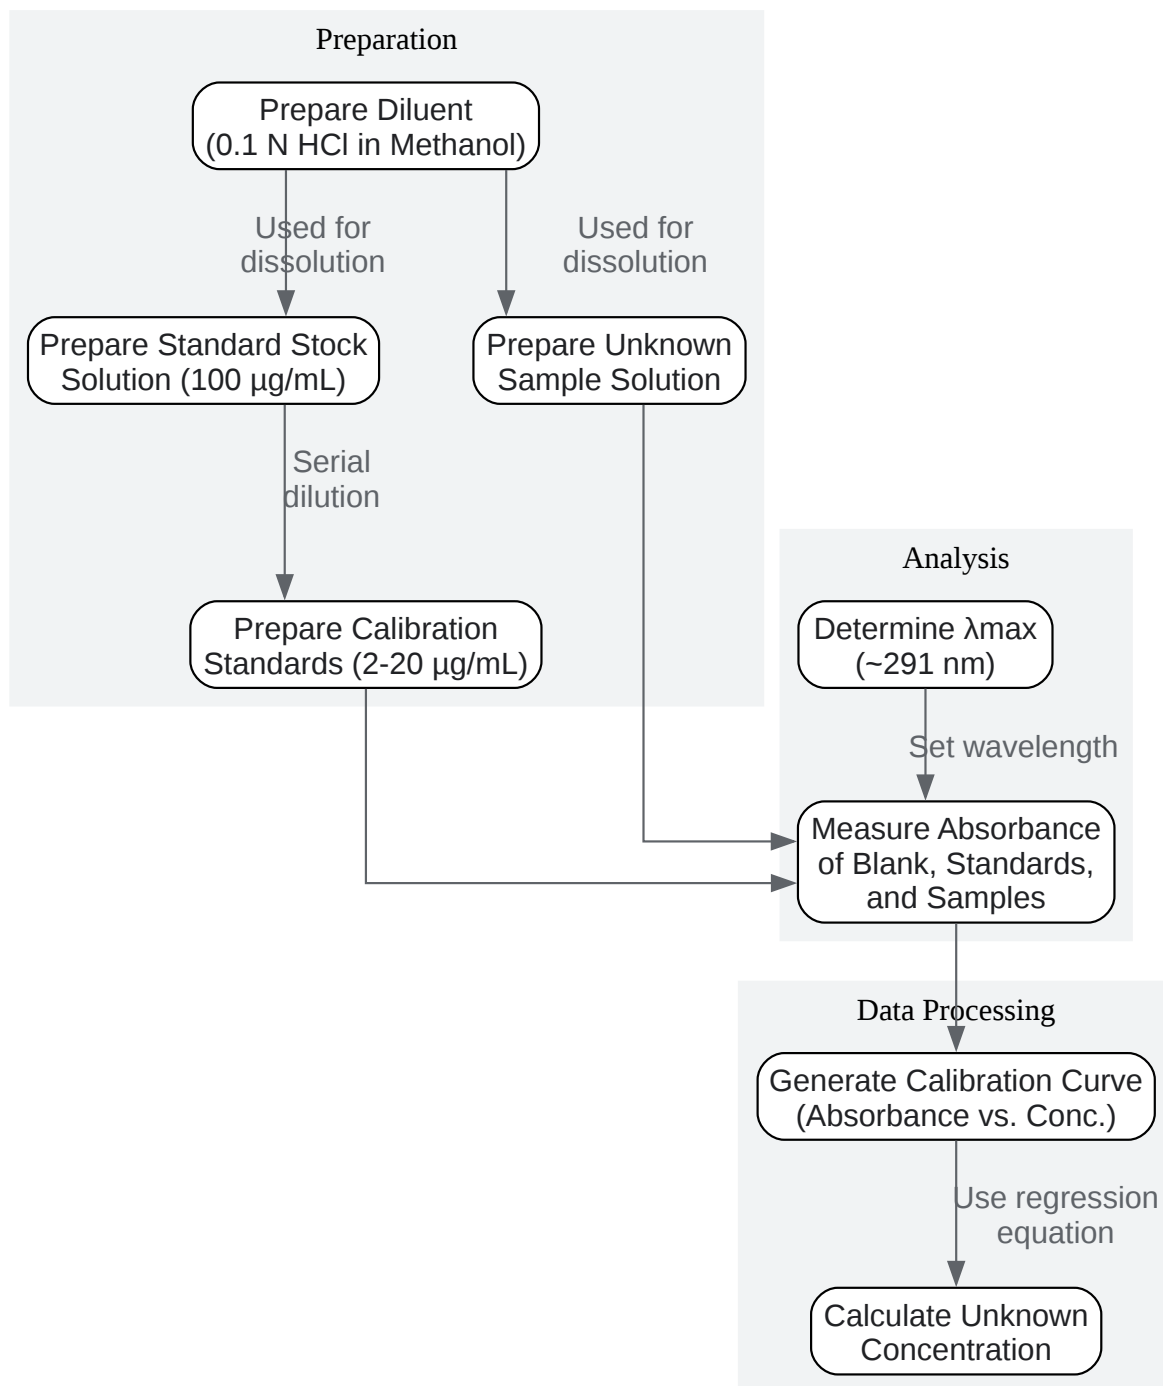 Preparation
Prepare Diluent
(0.1 N HCl in Methanol)
Used for
dissolution
Used for
dissolution
Prepare Standard Stock
Solution (100 µg/mL)
Prepare Unknown
Sample Solution
Serial
dilution
Prepare Calibration
Standards (2-20 µg/mL)
Analysis
Determine λmax
(~291 nm)
Set wavelength
Measure Absorbance
of Blank, Standards,
and Samples
Data Processing
Generate Calibration Curve
(Absorbance vs. Conc.)
Use regression
equation
Calculate Unknown
Concentration